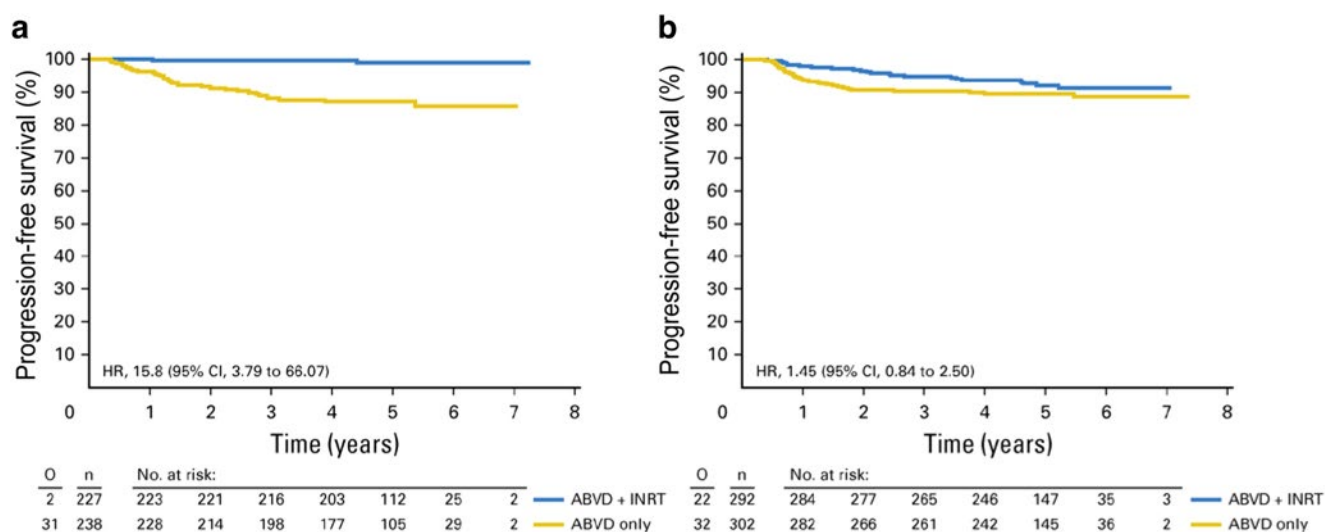 a
Progression-free survival (%)
100
90
80
70
60
50
40
30
20
10
HR, 15.8 (95% CI, 3.79 to 66.07)
0 1 2 3 4 5 6 7 8
Time (years)
O n No. at risk:
2 227 223 221 216 203 112 25 2 ABVD + INRT
31 238 228 214 198 177 105 29 2 ABVD only
b
Progression-free survival (%)
100
90
80
70
60
50
40
30
20
10
HR, 1.45 (95% CI, 0.84 to 2.50)
0 1 2 3 4 5 6 7 8
Time (years)
O n No. at risk:
22 292 284 277 265 246 147 35 3 ABVD + INRT
32 302 282 266 261 242 145 36 2 ABVD only